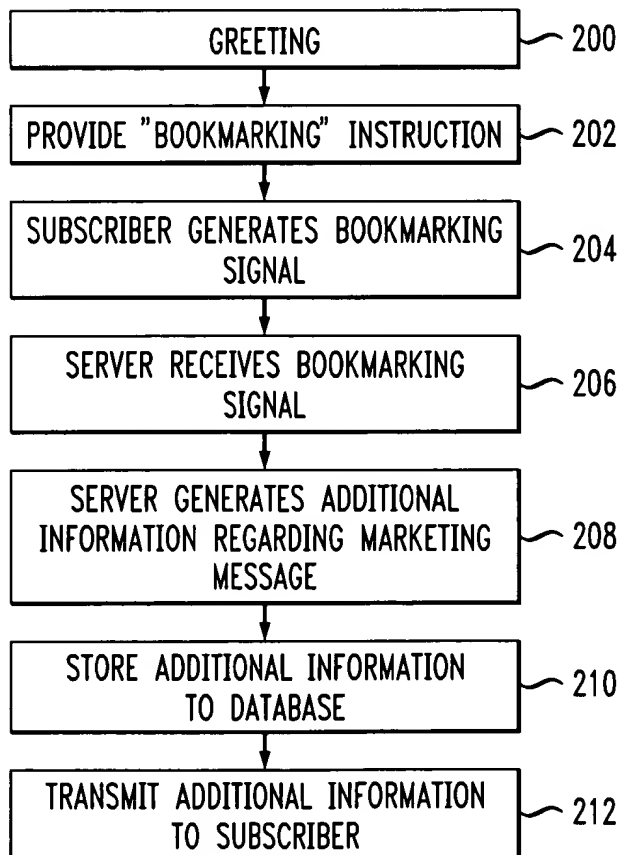 GREETING 200
PROVIDE "BOOKMARKING" INSTRUCTION 202
SUBSCRIBER GENERATES BOOKMARKING
SIGNAL 204
SERVER RECEIVES BOOKMARKING
SIGNAL 206
SERVER GENERATES ADDITIONAL
INFORMATION REGARDING MARKETING 208
MESSAGE
STORE ADDITIONAL INFORMATION
TO DATABASE 210
TRANSMIT ADDITIONAL INFORMATION
TO SUBSCRIBER 212